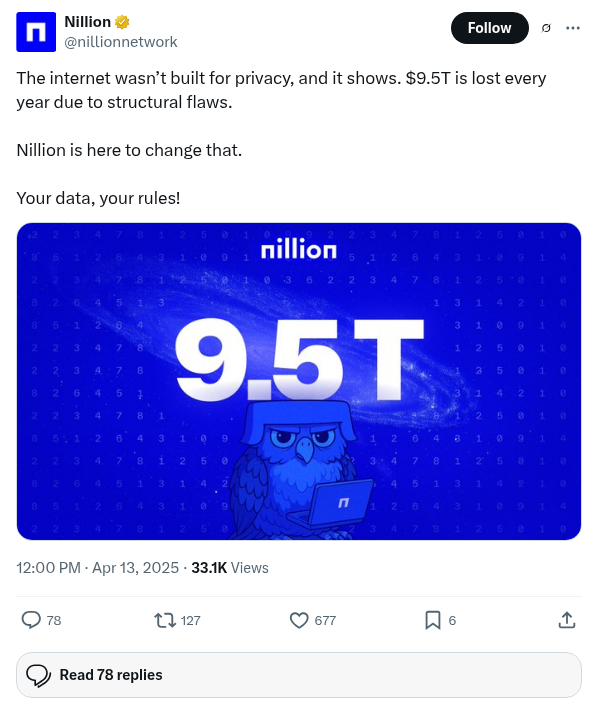 Nillion
@nillionnetwork
Follow
The internet wasn’t built for privacy, and it shows. $9.5T is lost every
year due to structural flaws.
Nillion is here to change that.
Your data, your rules!
nillion
9.5T
n
12:00 PM · Apr 13, 2025 · 33.1K Views
78
127
677
6
Read 78 replies